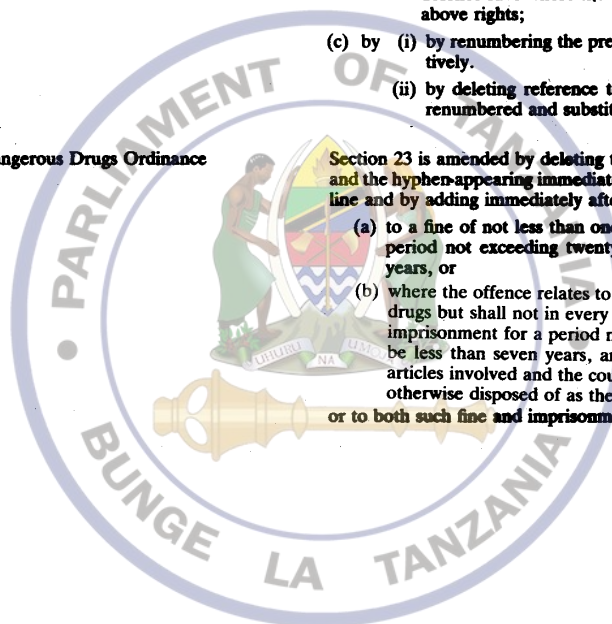 above rights;
(c) by (i) by renumbering the pre
tively.
(ii) by deleting reference t
renumbered and substit
ngerous Drugs Ordinance
Section 23 is amended by deleting t
and the hyphen appearing immediat
line and by adding immediately aft
(a) to a fine of not less than on
period not exceeding twent
years, or
(b) where the offence relates to
drugs but shall not in every
imprisonment for a period n
be less than seven years, a
articles involved and the cou
otherwise disposed of as the
or to both such fine and imprisonm
PARLIAMENT OF TANZANIA
UHURU NA UMOJA
BUNGE LA TANZANIA